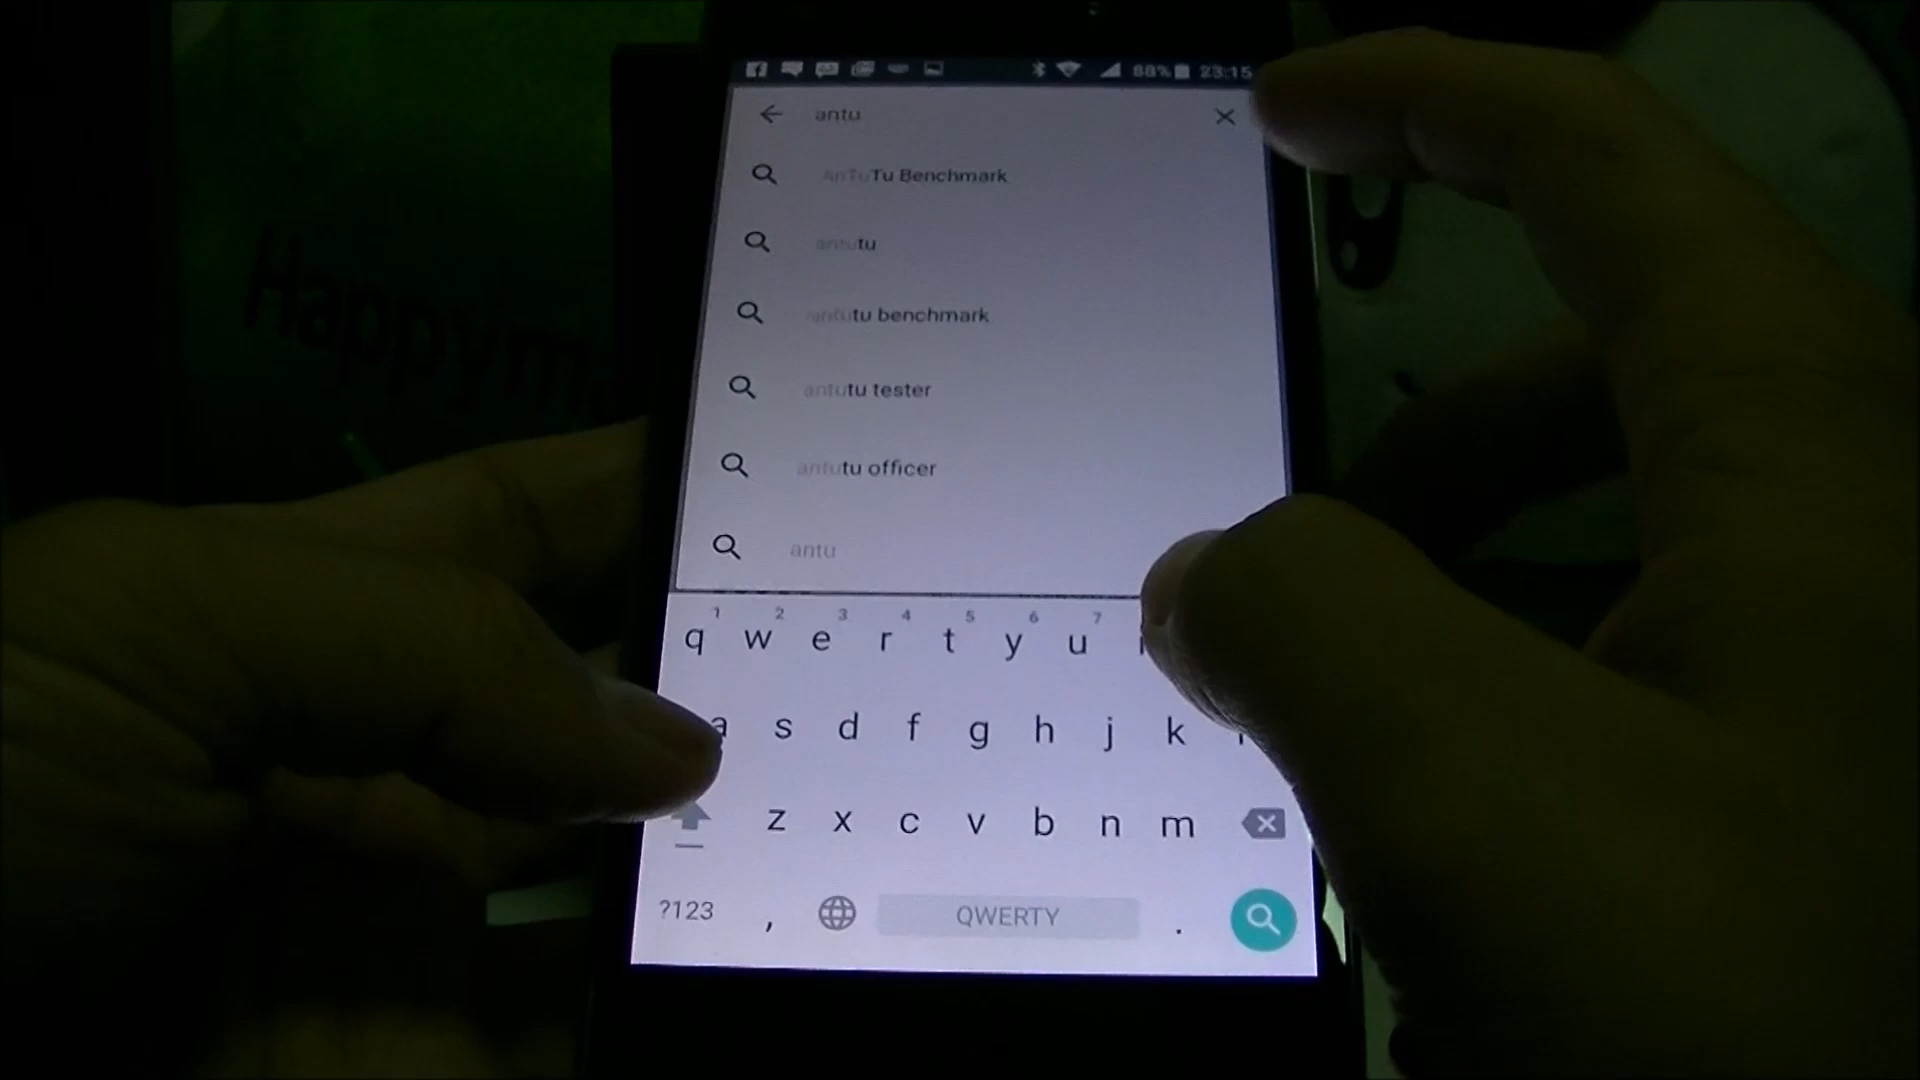 88% 23:15
antu
AnTuTu Benchmark
antutu
antutu benchmark
antutu tester
antutu officer
antu
1 2 3 4 5 6 7
q w e r t y u i
a s d f g h j k
z x c v b n m
?123 , QWERTY .